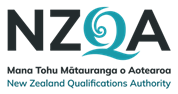 NZQA
Mana Tohu Mātauranga o Aotearoa
New Zealand Qualifications Authority